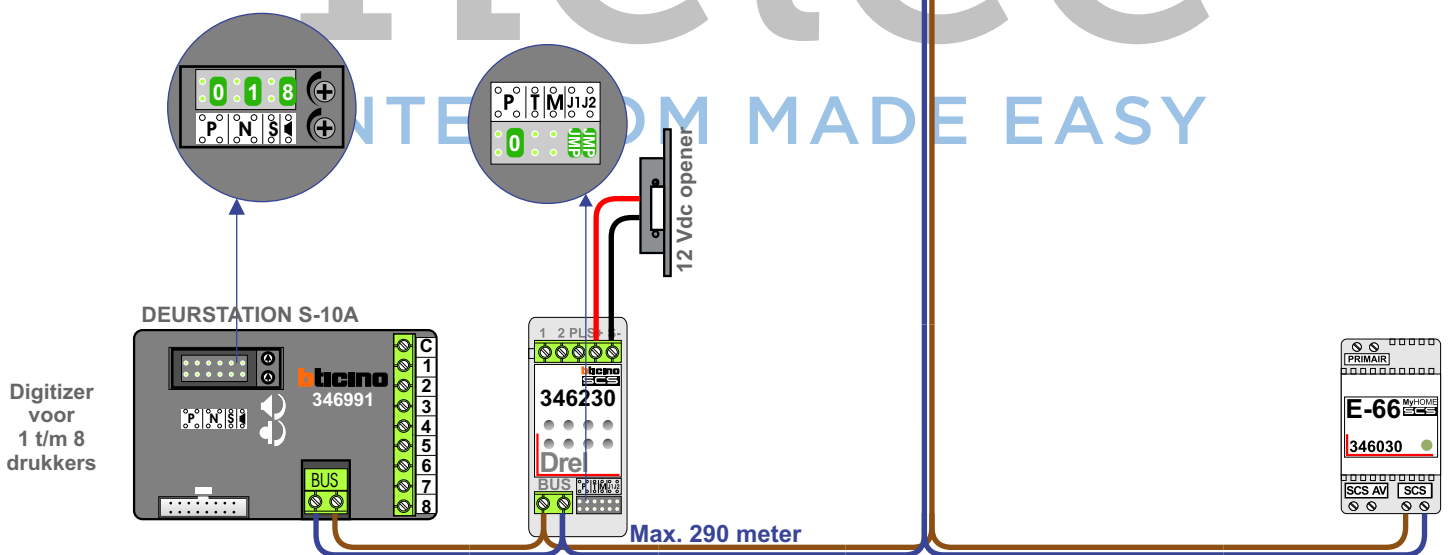 INTERCOM MADE EASY
0 1 8
P N S
P T M J1 J2
0 JMP JMP
12 Vdc opener
DEURSTATION S-10A
Digitizer
voor
1 t/m 8
drukkers
bticino
346991
P N S
BUS
C
1
2
3
4
5
6
7
8
1 2 PL S+ S-
bticino
SCS
346230
Drel
BUS
P T M J1 J2
Max. 290 meter
PRIMAIR
E-66
MyHOME
SCS
346030
SCS AV
SCS